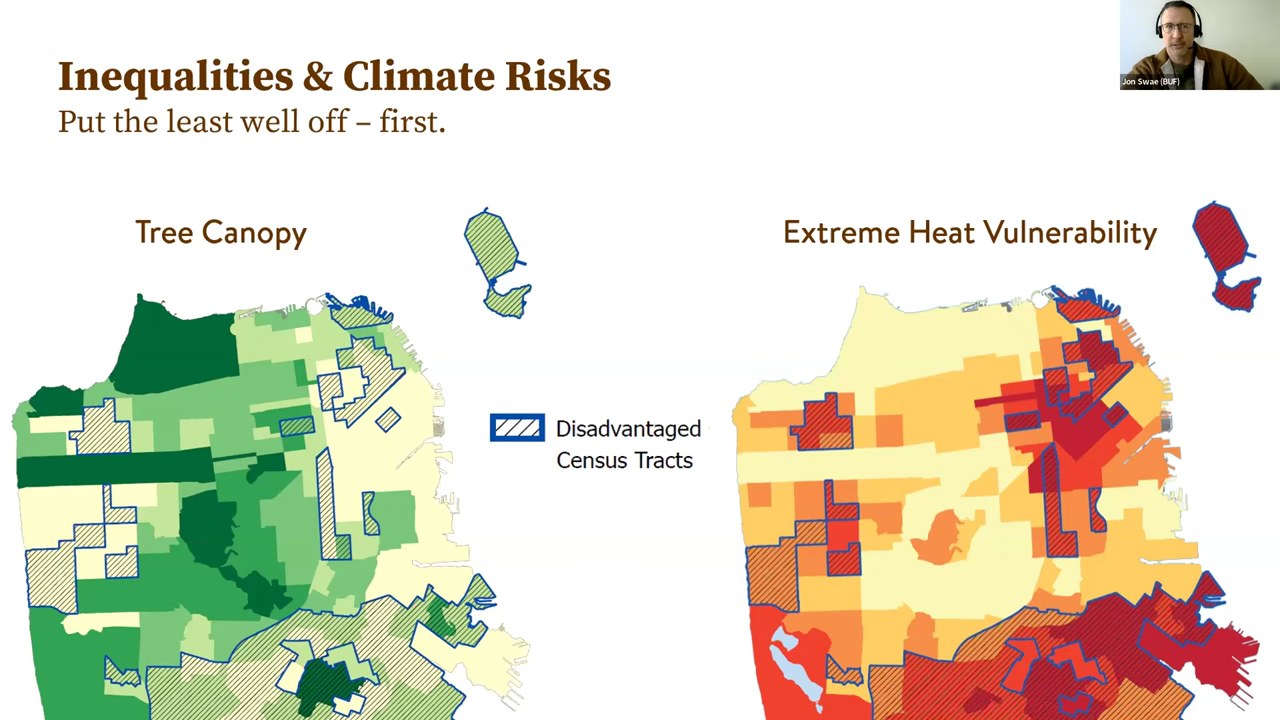 Inequalities & Climate Risks
Put the least well off – first.
Jon Swae (BUF)
Tree Canopy
Extreme Heat Vulnerability
Disadvantaged
Census Tracts